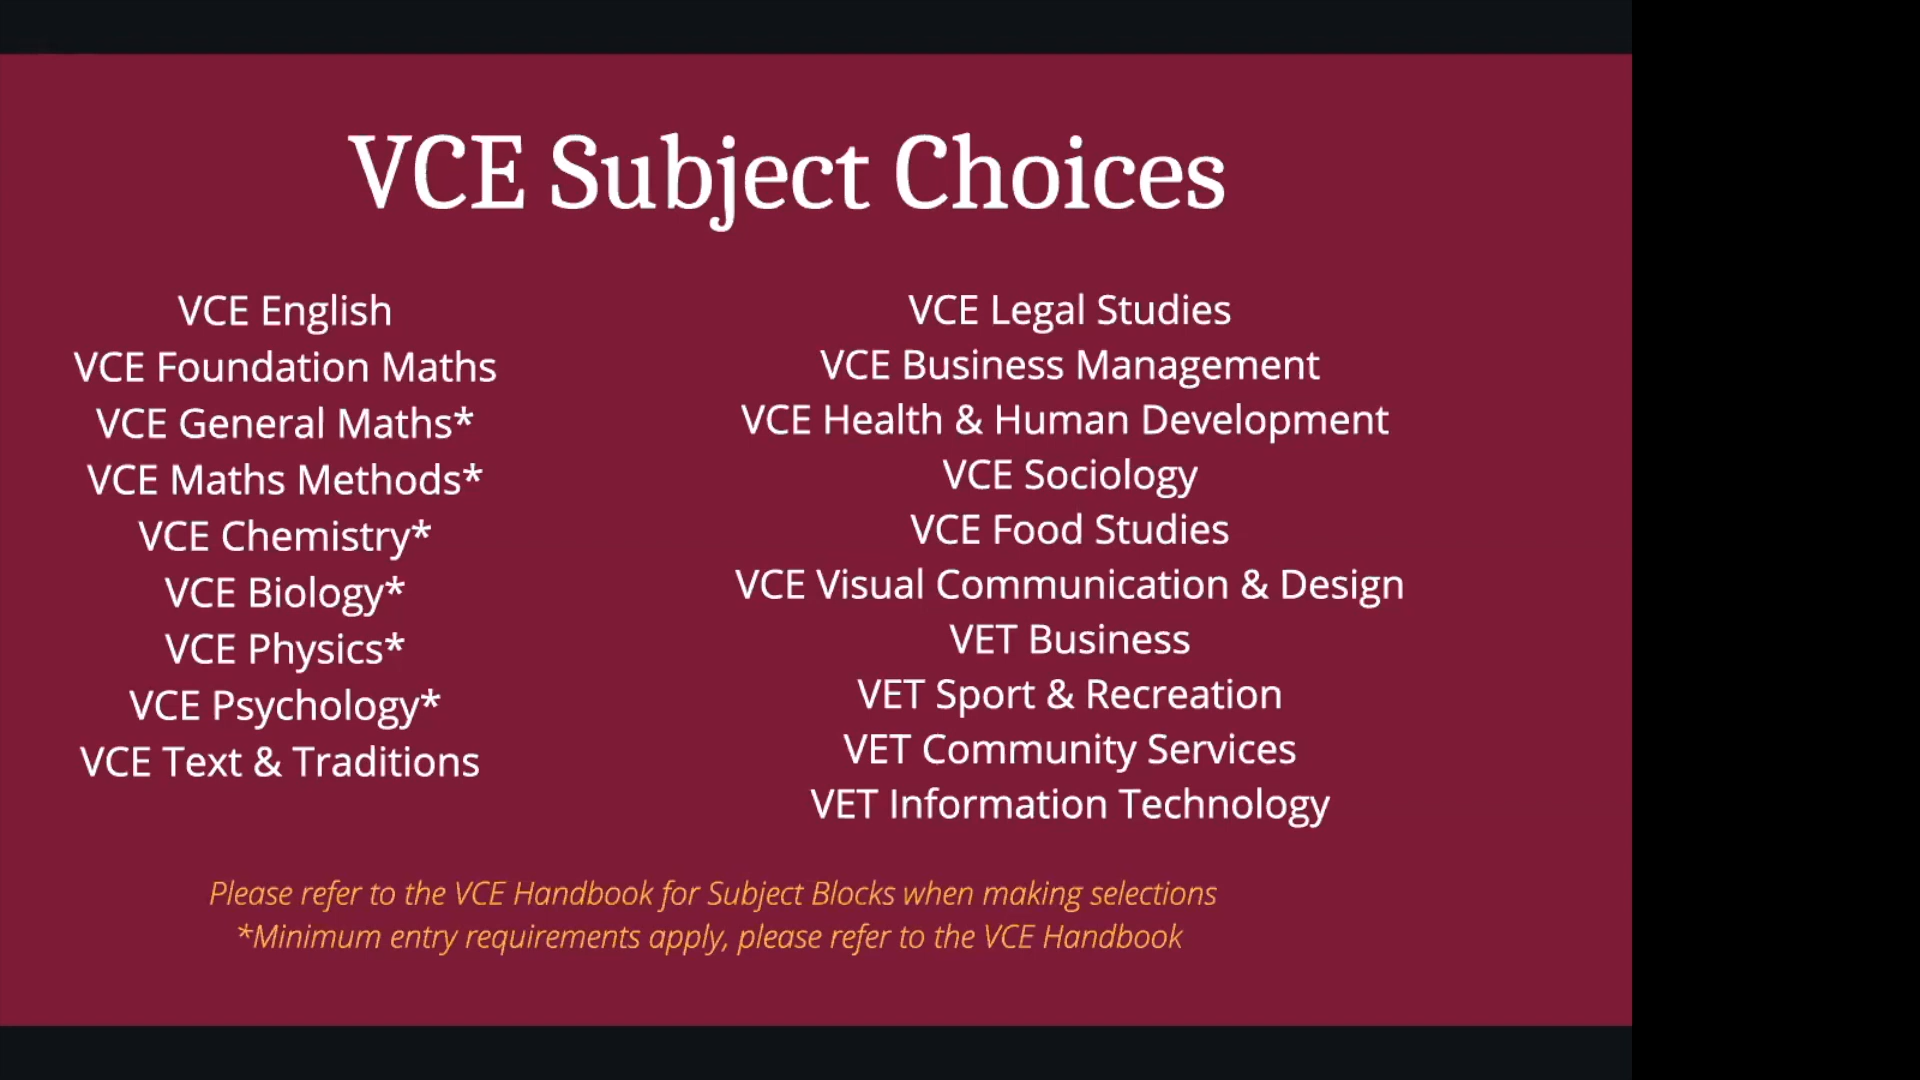 VCE Subject Choices
VCE English
VCE Foundation Maths
VCE General Maths*
VCE Maths Methods*
VCE Chemistry*
VCE Biology*
VCE Physics*
VCE Psychology*
VCE Text & Traditions
VCE Legal Studies
VCE Business Management
VCE Health & Human Development
VCE Sociology
VCE Food Studies
VCE Visual Communication & Design
VET Business
VET Sport & Recreation
VET Community Services
VET Information Technology
Please refer to the VCE Handbook for Subject Blocks when making selections
*Minimum entry requirements apply, please refer to the VCE Handbook